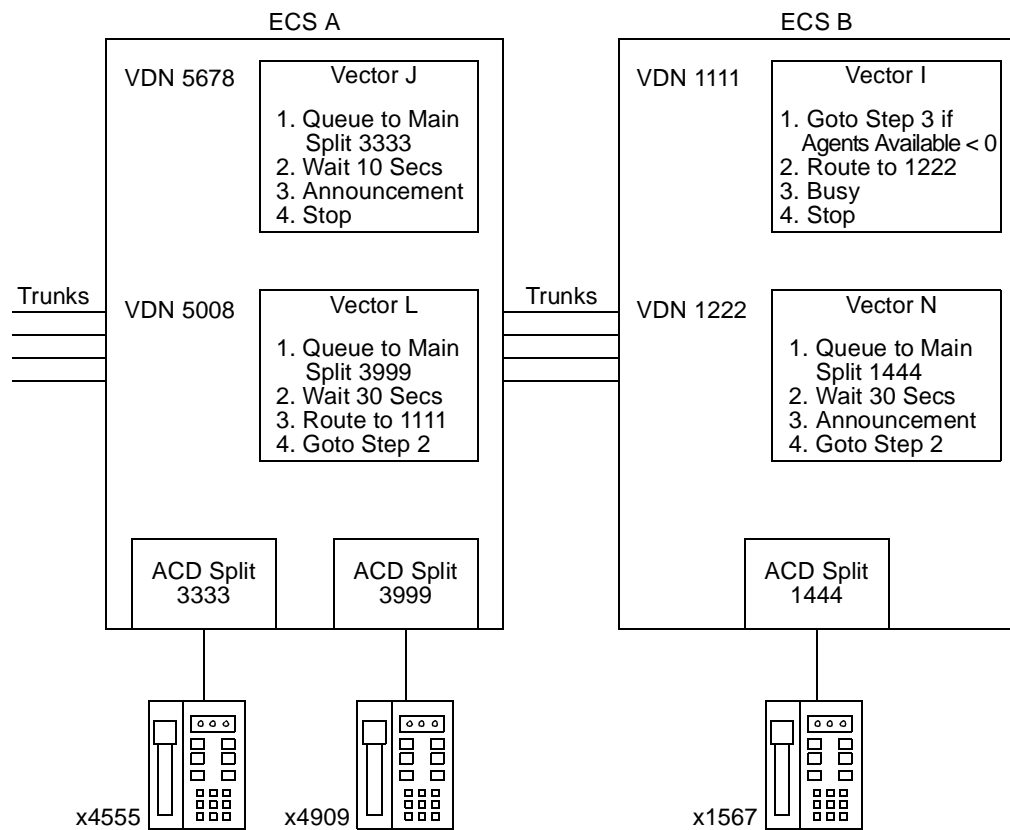 ECS A
ECS B
VDN 5678
Vector J
1. Queue to Main
Split 3333
2. Wait 10 Secs
3. Announcement
4. Stop
VDN 1111
Vector I
1. Goto Step 3 if
Agents Available < 0
2. Route to 1222
3. Busy
4. Stop
Trunks
VDN 5008
Vector L
1. Queue to Main
Split 3999
2. Wait 30 Secs
3. Route to 1111
4. Goto Step 2
Trunks
VDN 1222
Vector N
1. Queue to Main
Split 1444
2. Wait 30 Secs
3. Announcement
4. Goto Step 2
ACD Split
3333
ACD Split
3999
ACD Split
1444
x4555
x4909
x1567